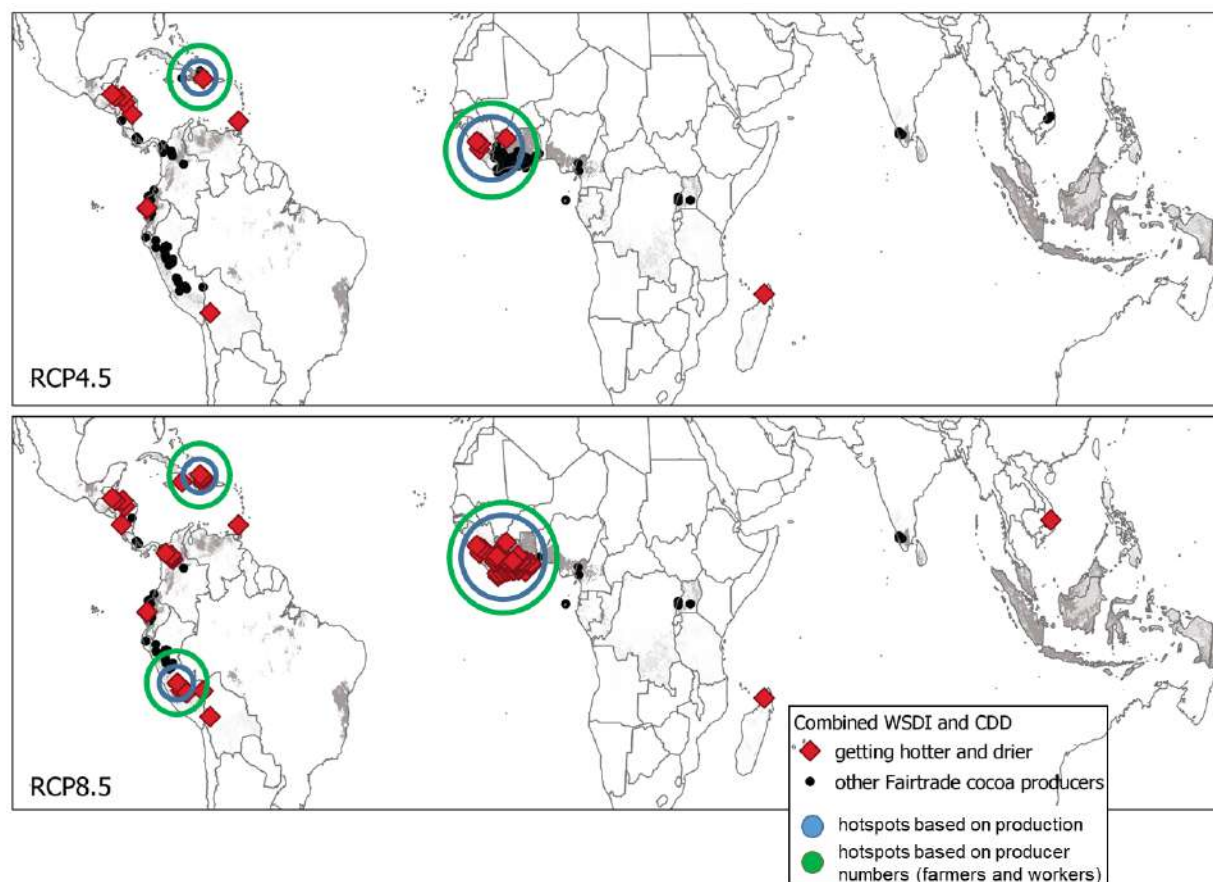 RCP4.5
RCP8.5
Combined WSDI and CDD
getting hotter and drier
other Fairtrade cocoa producers
hotspots based on production
hotspots based on producer
numbers (farmers and workers)